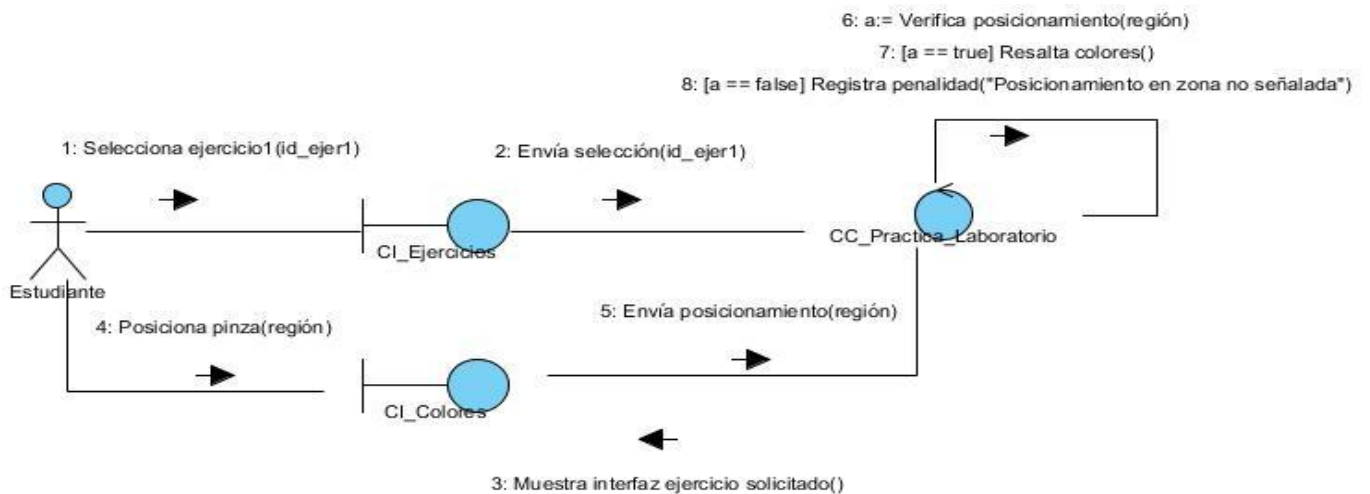 6: a:= Verifica posicionamiento(región)
7: [a == true] Resalta colores()
8: [a == false] Registra penalidad("Posicionamiento en zona no señalada")
1: Selecciona ejercicio1(id_ejer1)
2: Envía selección(id_ejer1)
CI_Ejercicios
CC_Practica_Laboratorio
Estudiante
4: Posiciona pinza(región)
5: Envía posicionamiento(región)
CI_Colores
3: Muestra interfaz ejercicio solicitado()